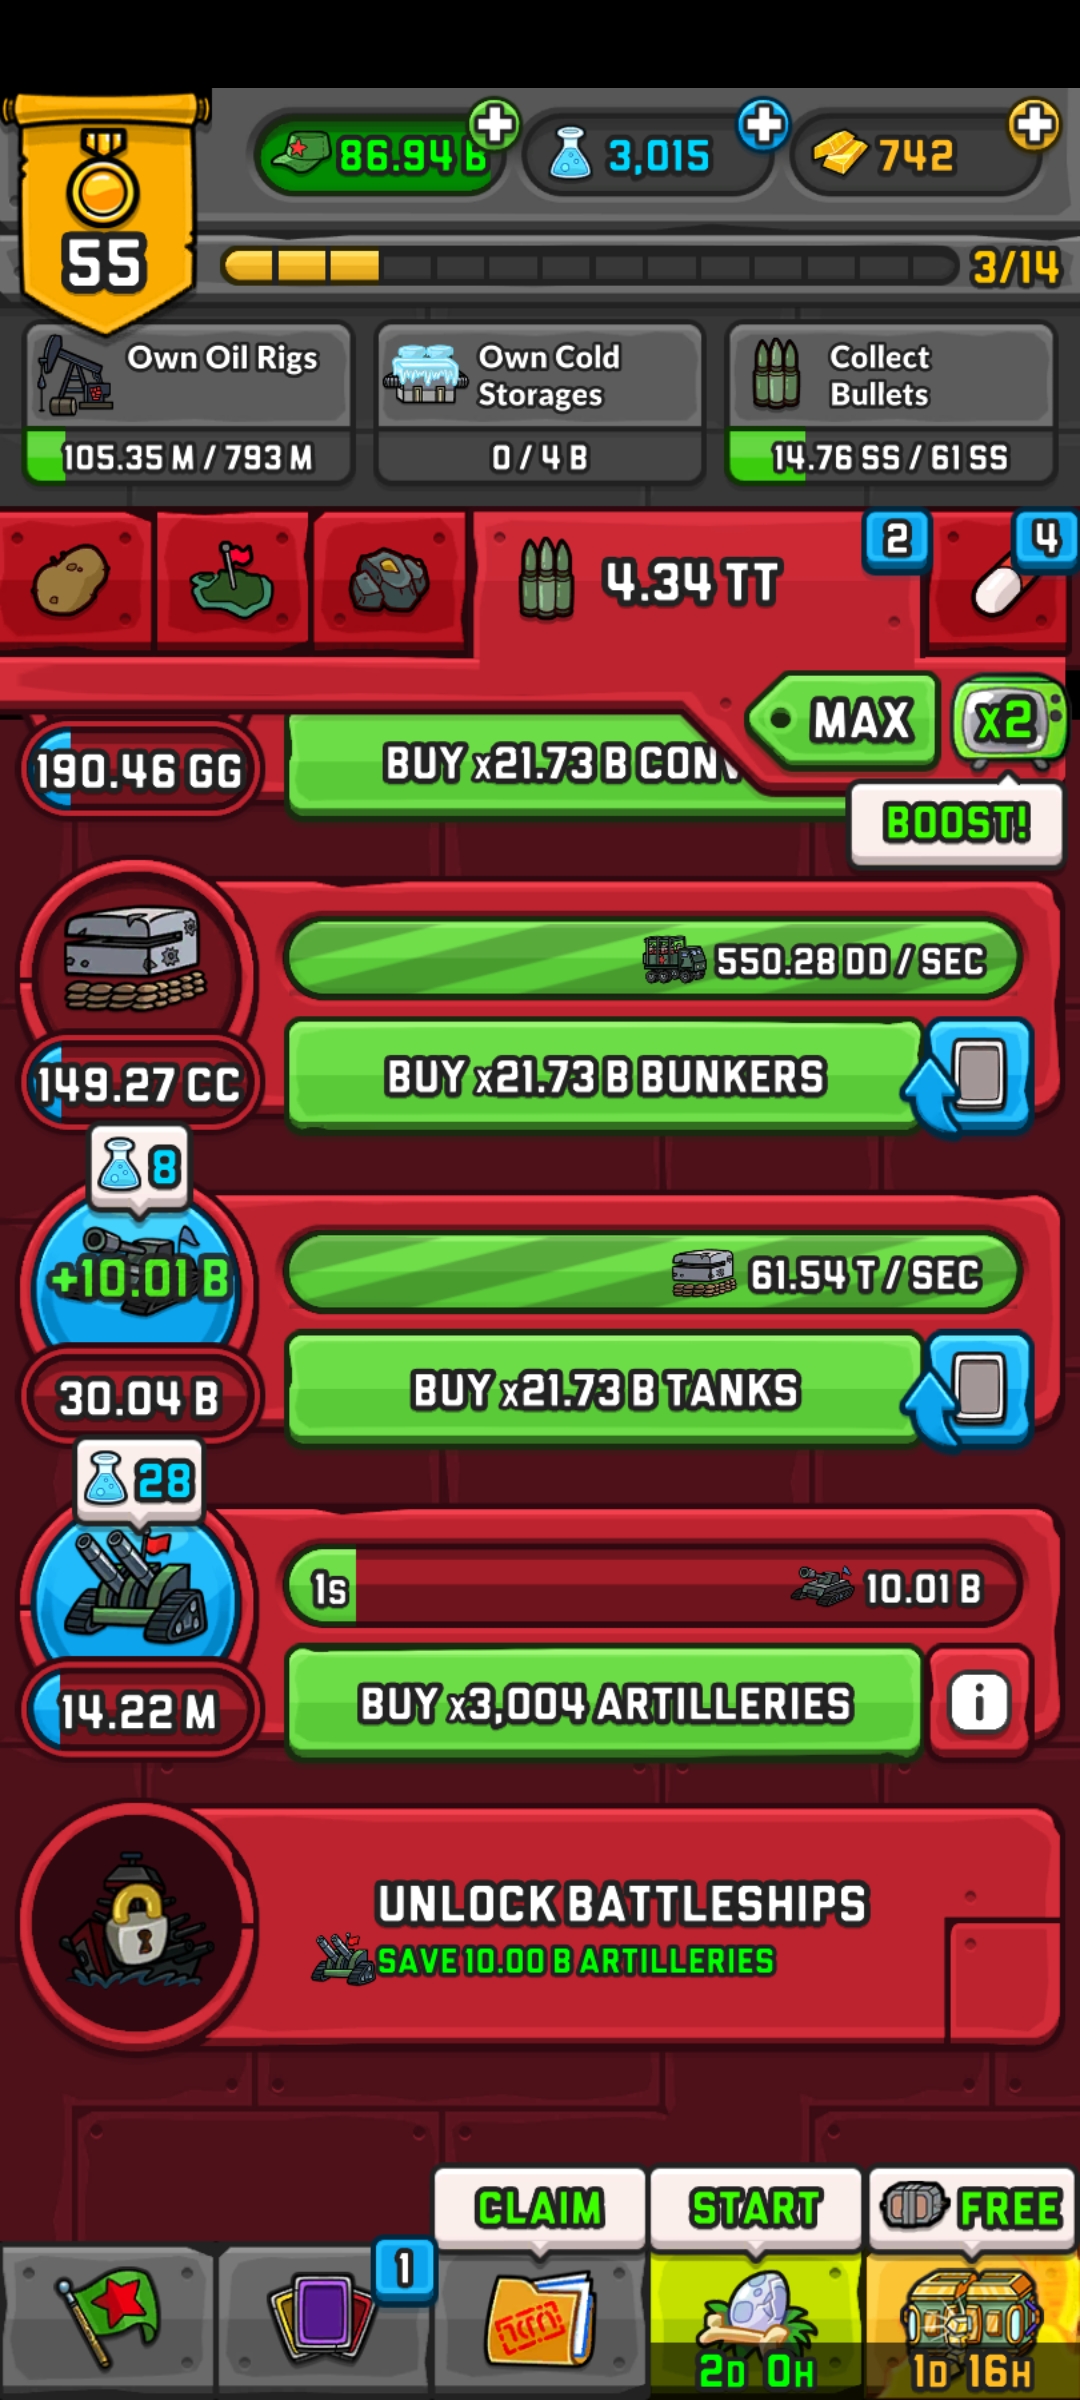 86.94 B
3,015
742
55
3/14
Own Oil Rigs
105.35 M / 793 M
Own Cold
Storages
0 / 4 B
Collect
Bullets
14.76 SS / 61 SS
4.34 TT
2
4
MAX
x2
190.46 GG
BUY x21.73 B CONV
BOOST!
550.28 DD / SEC
149.27 CC
BUY x21.73 B BUNKERS
8
+10.01 B
61.54 T / SEC
30.04 B
BUY x21.73 B TANKS
28
1s
10.01 B
14.22 M
BUY x3,004 ARTILLERIES
i
UNLOCK BATTLESHIPS
SAVE 10.00 B ARTILLERIES
CLAIM
START
FREE
1
2D 0H
1D 16H